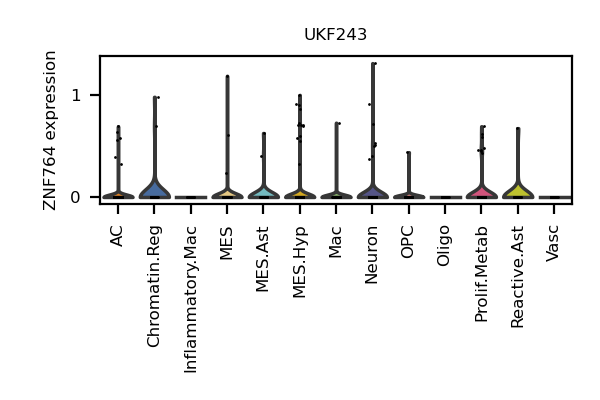 UKF243
ZNF764 expression
1
0
AC
Chromatin.Reg
Inflammatory.Mac
MES
MES.Ast
MES.Hyp
Mac
Neuron
OPC
Oligo
Prolif.Metab
Reactive.Ast
Vasc